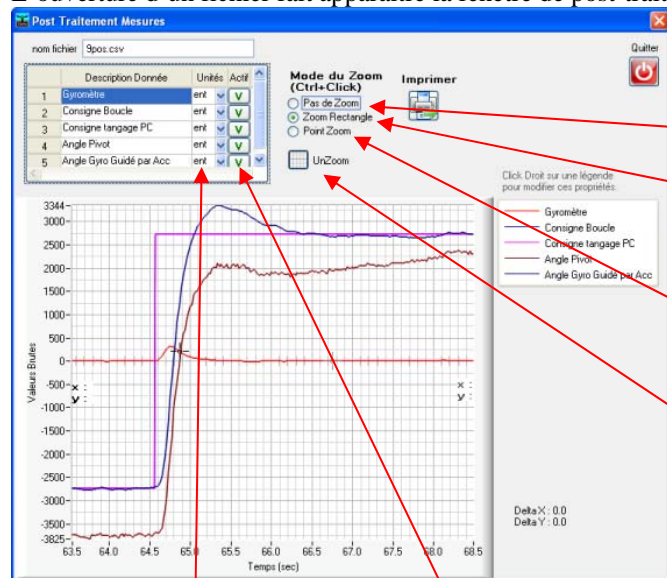 Post Traitement Mesures
nom fichier 9pos.csv
Quitter
Description Donnée Unités Actif
1 Gyromètre ent V
2 Consigne Boucle ent V
3 Consigne tangage PC ent V
4 Angle Pivot ent V
5 Angle Gyro Guidé par Acc ent V
Mode du Zoom
(Ctrl+Click)
Pas de Zoom
Zoom Rectangle
Point Zoom
UnZoom
Imprimer
Click Droit sur une légende
pour modifier ces propriétés.
Gyromètre
Consigne Boucle
Consigne tangage PC
Angle Pivot
Angle Gyro Guidé par Acc
Valeurs Brutes
3344
3000
2500
2000
1500
1000
500
0
-500
-1000
-1500
-2000
-2500
-3000
-3500
-3825
x :
y :
x :
y :
63.5 64.0 64.5 65.0 65.5 66.0 66.5 67.0 67.5 68.0 68.5
Temps (sec)
Delta X : 0.0
Delta Y : 0.0